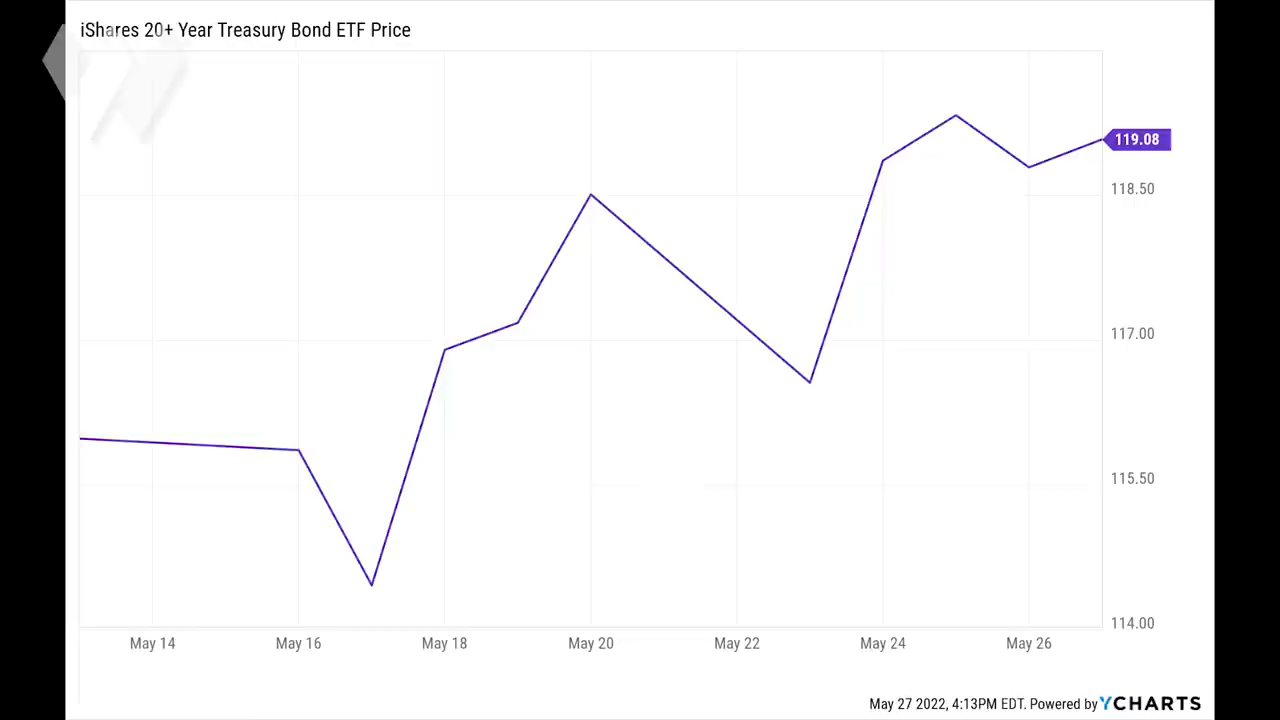 iShares 20+ Year Treasury Bond ETF Price
119.08
118.50
117.00
115.50
114.00
May 14 May 16 May 18 May 20 May 22 May 24 May 26
May 27 2022, 4:13PM EDT. Powered by YCHARTS